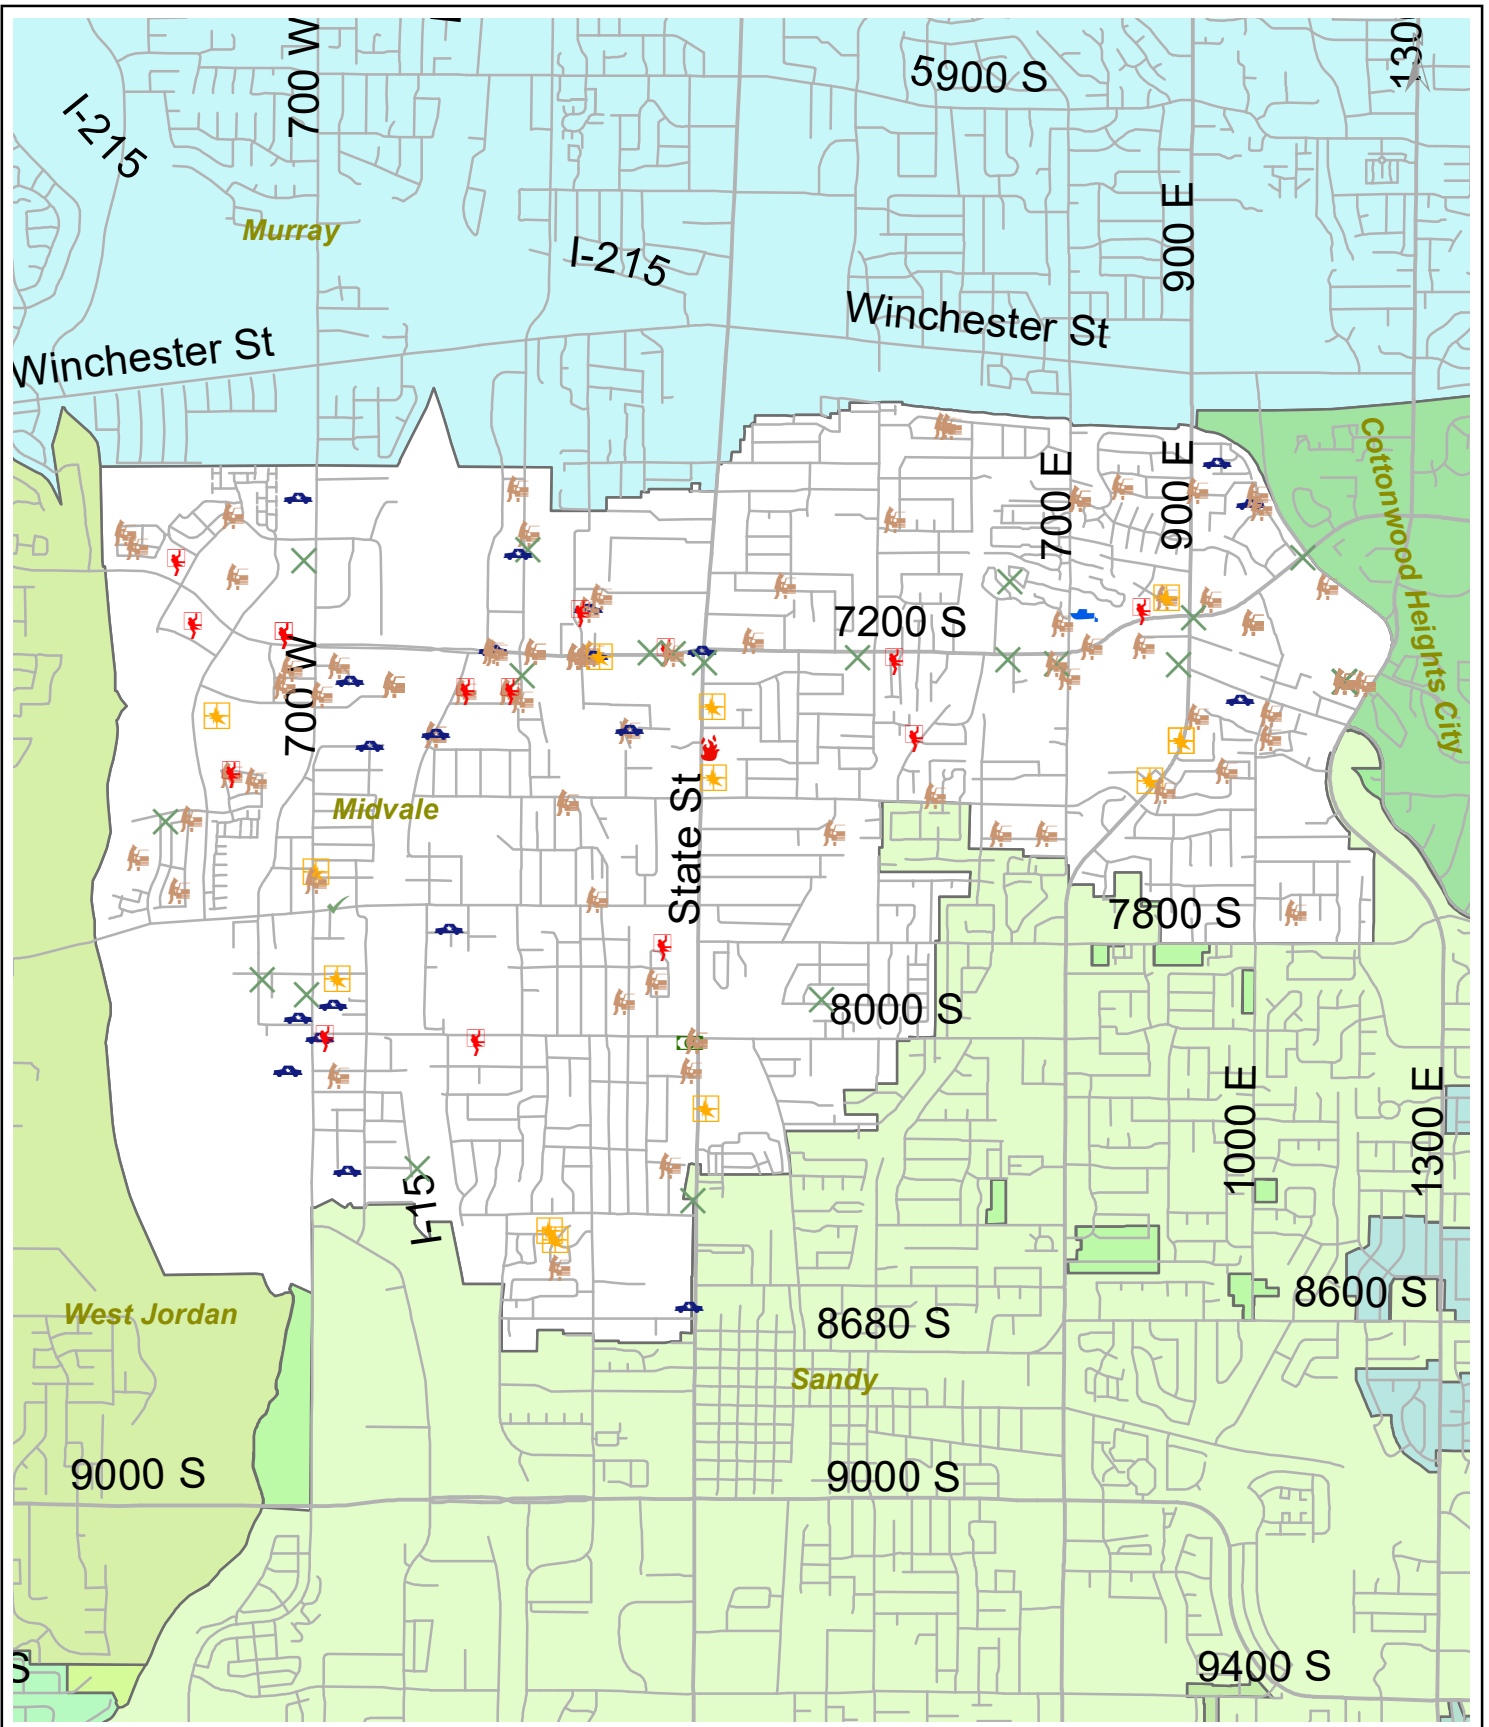 700 W
5900 S
130
I-215
900 E
Murray
I-215
Winchester St
Winchester St
Cottonwood Heights City
700 E
900 E
7200 S
700 W
Midvale
State St
7800 S
8000 S
1000 E
1300 E
I-15
8600 S
West Jordan
8680 S
Sandy
9000 S
9000 S
9400 S
S